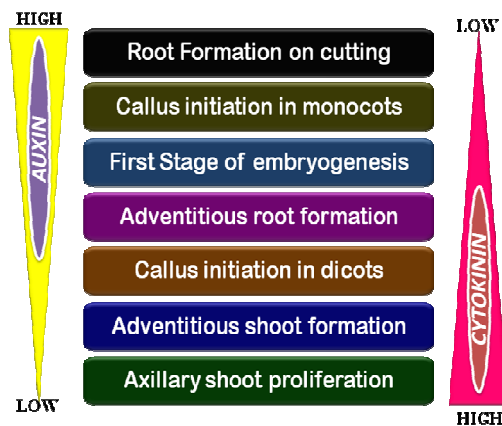 HIGH
LOW
Root Formation on cutting
Callus initiation in monocots
AUXIN
First Stage of embryogenesis
Adventitious root formation
Callus initiation in dicots
CYTOKININ
Adventitious shoot formation
Axillary shoot proliferation
LOW
HIGH